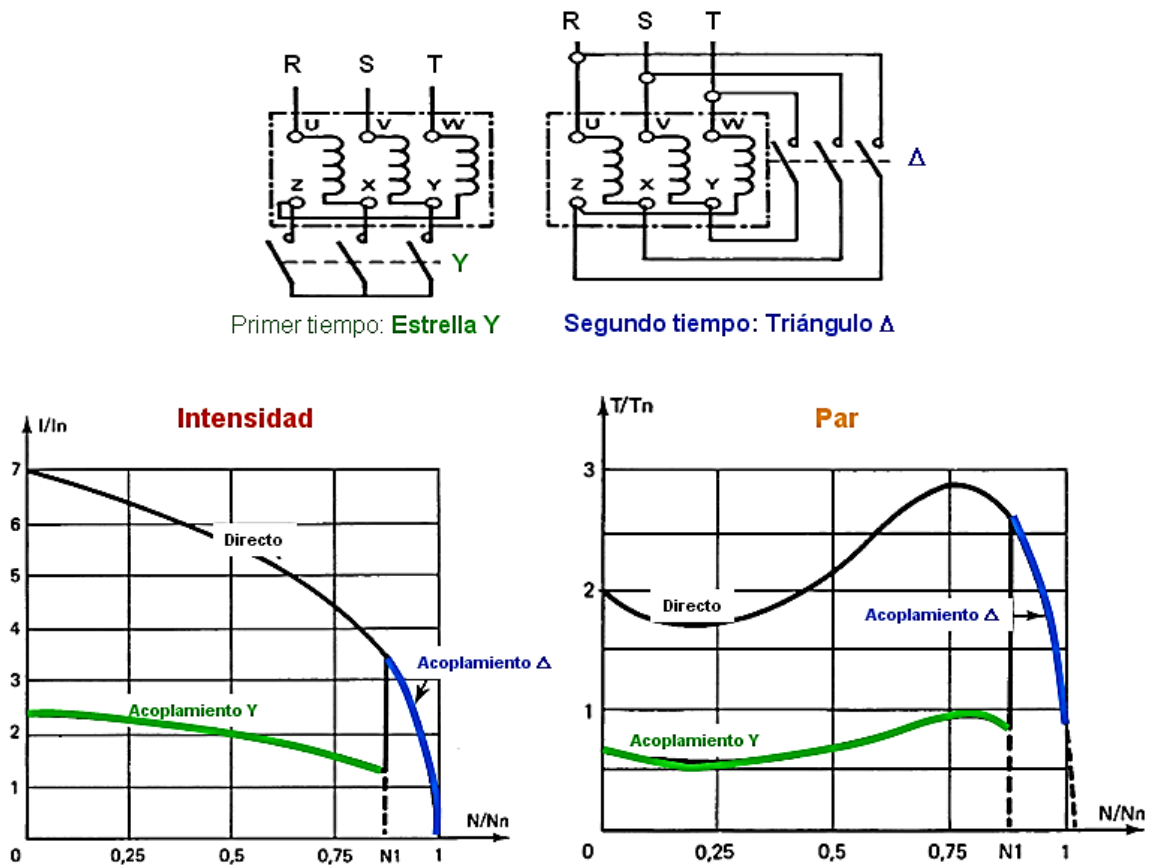 R S T
R S T
U V W
Z X Y
Y
U V W
Z X Y
Δ
Primer tiempo: Estrella Y
Segundo tiempo: Triángulo Δ
I/In
Intensidad
7
6
5
4
3
2
1
Directo
Acoplamiento Δ
Acoplamiento Y
N/Nn
0 0,25 0,5 0,75 N1 1
T/Tn
Par
3
2
1
Directo
Acoplamiento Δ
Acoplamiento Y
N/Nn
0 0,25 0,5 0,75 N1 1